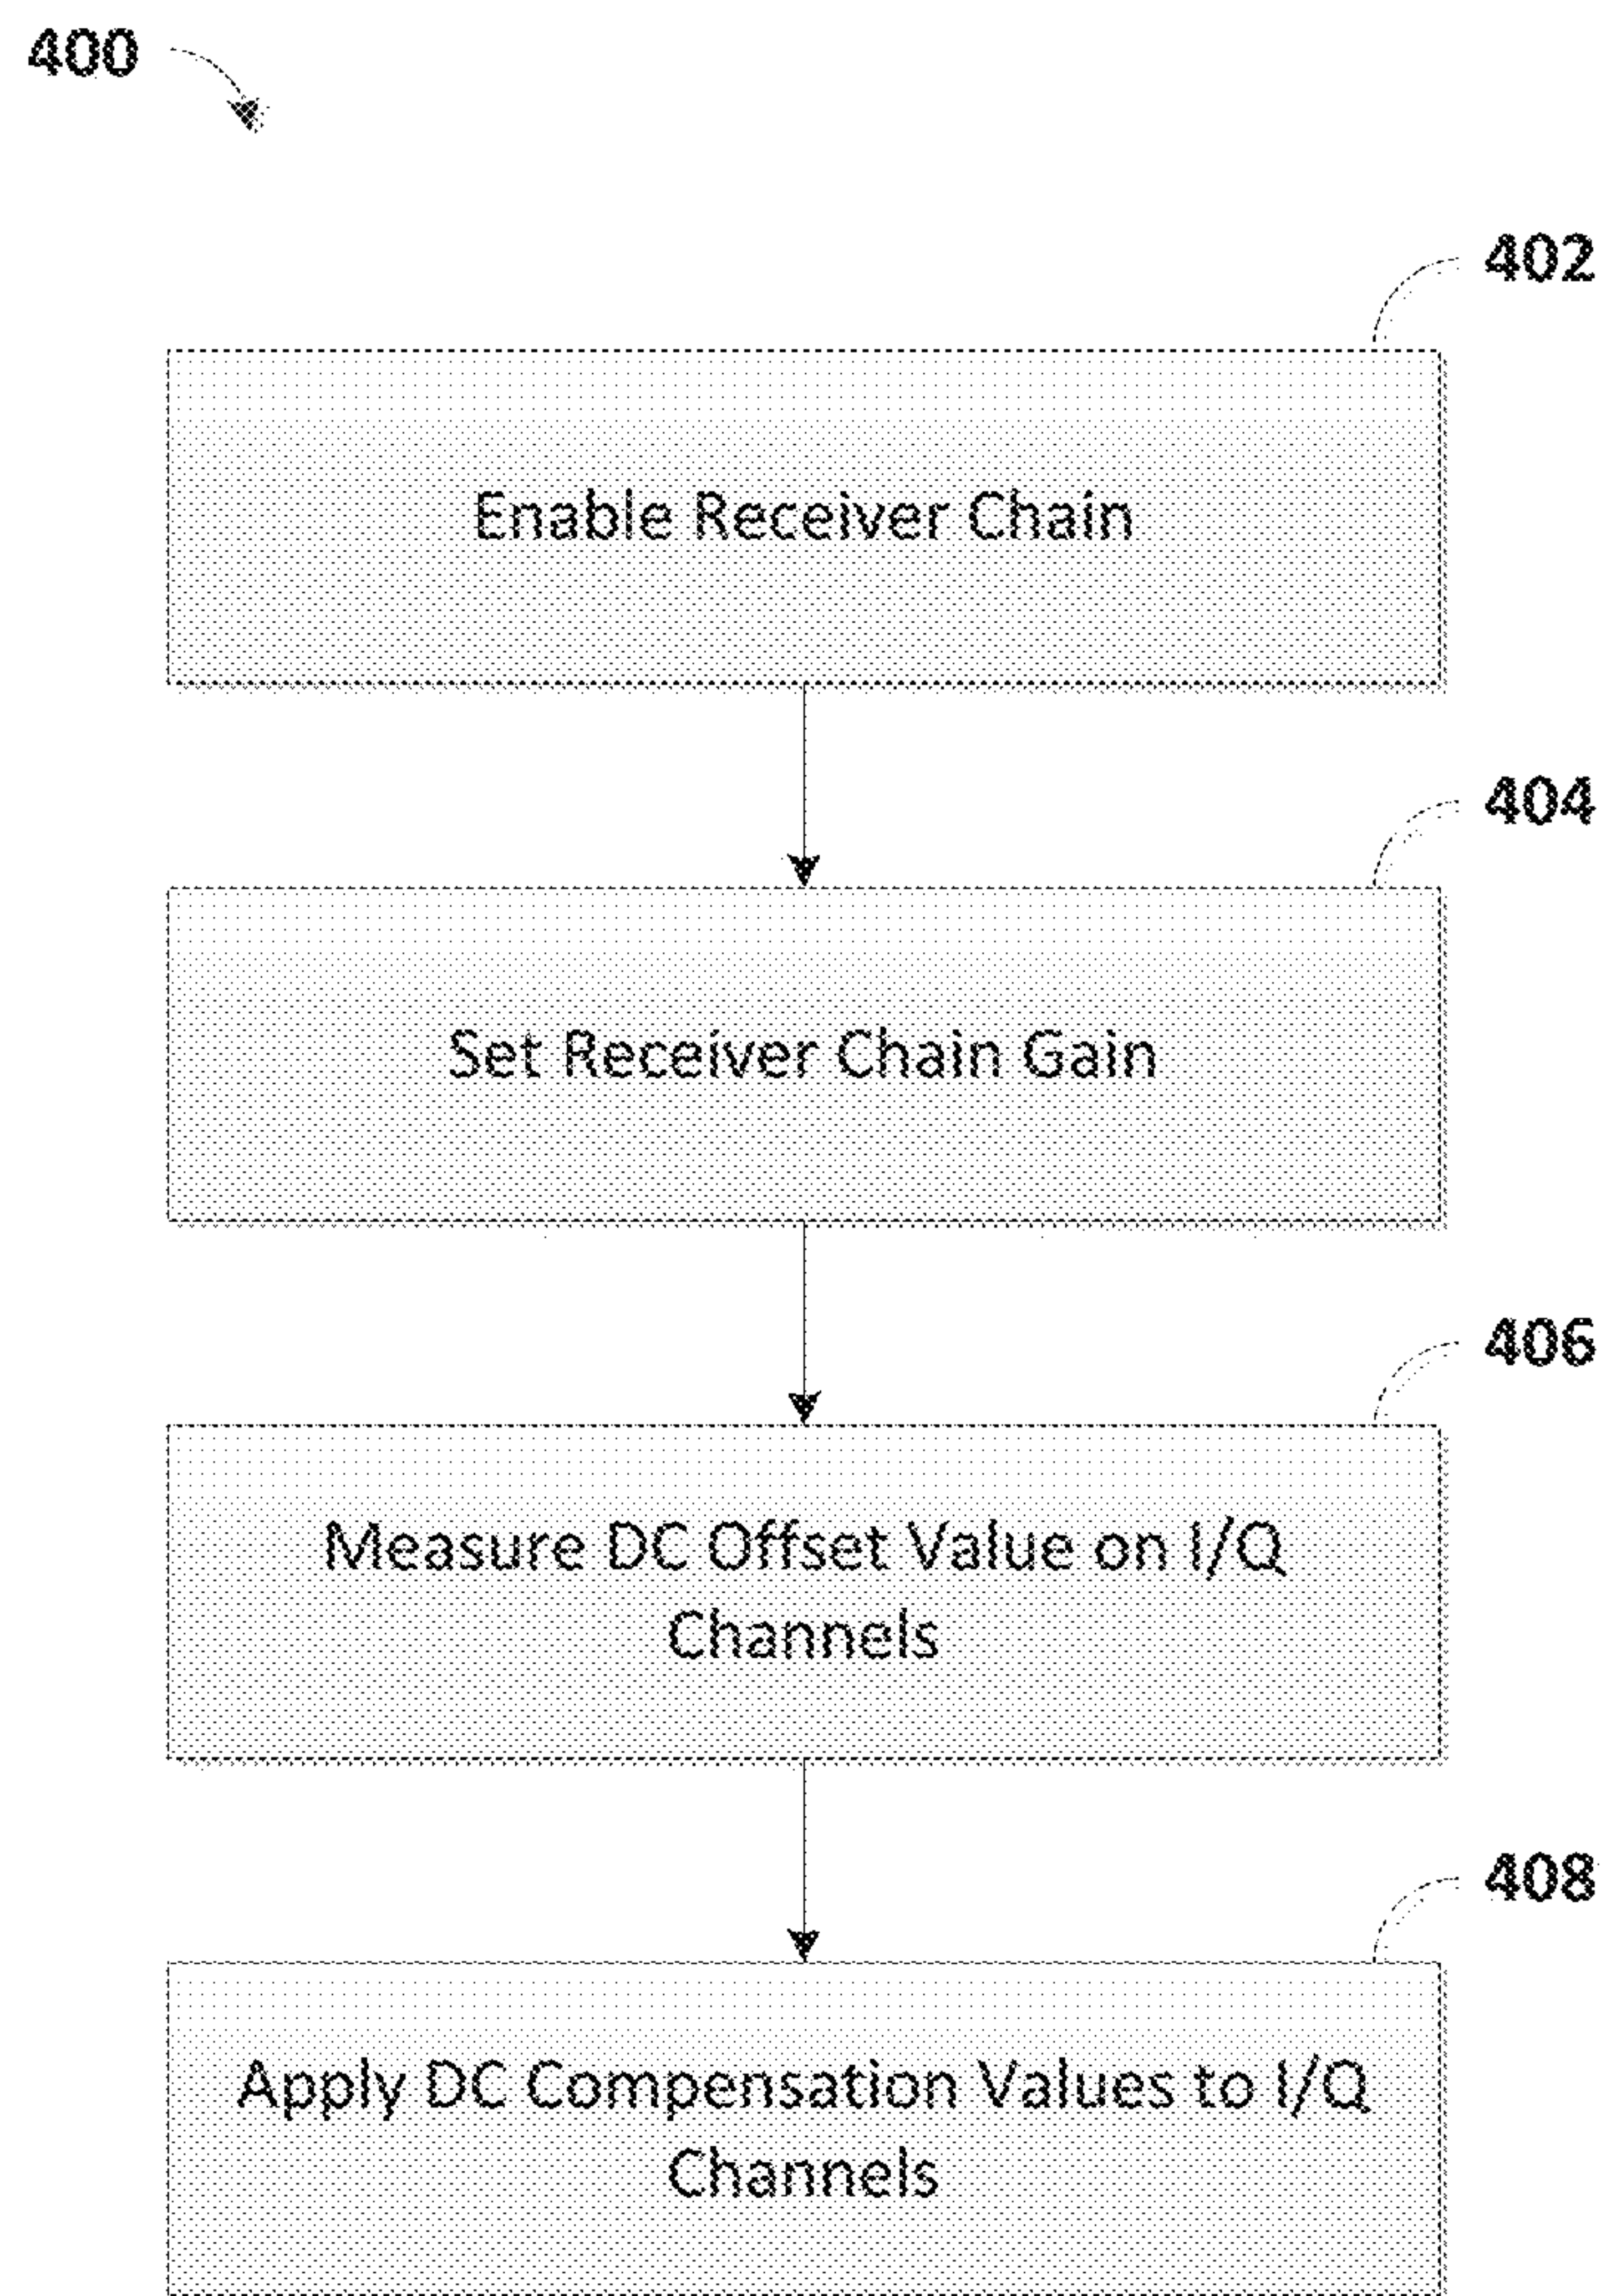 400
402
Enable Receiver Chain
404
Set Receiver Chain Gain
406
Measure DC Offset Value on I/Q
Channels
408
Apply DC Compensation Values to I/Q
Channels